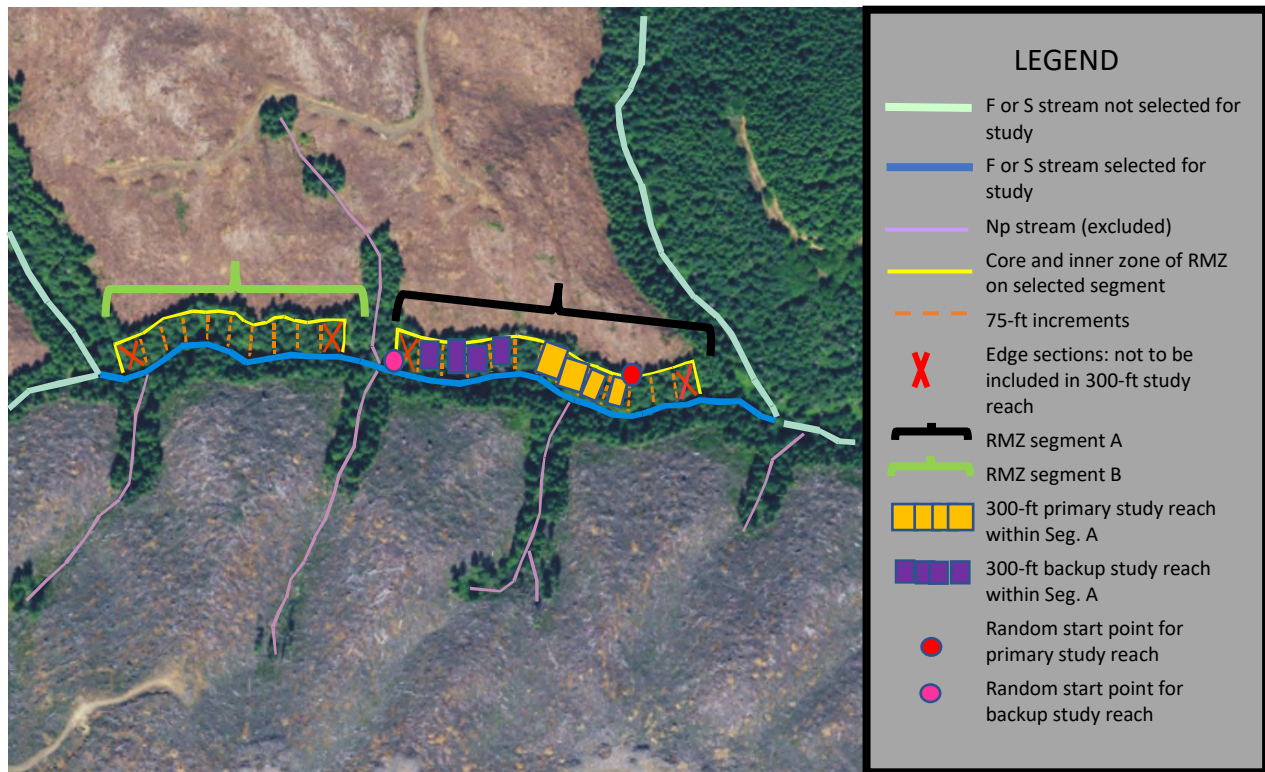 LEGEND
F or S stream not selected for
study
F or S stream selected for
study
Np stream (excluded)
Core and inner zone of RMZ
on selected segment
75-ft increments
Edge sections: not to be
included in 300-ft study
reach
RMZ segment A
RMZ segment B
300-ft primary study reach
within Seg. A
300-ft backup study reach
within Seg. A
Random start point for
primary study reach
Random start point for
backup study reach